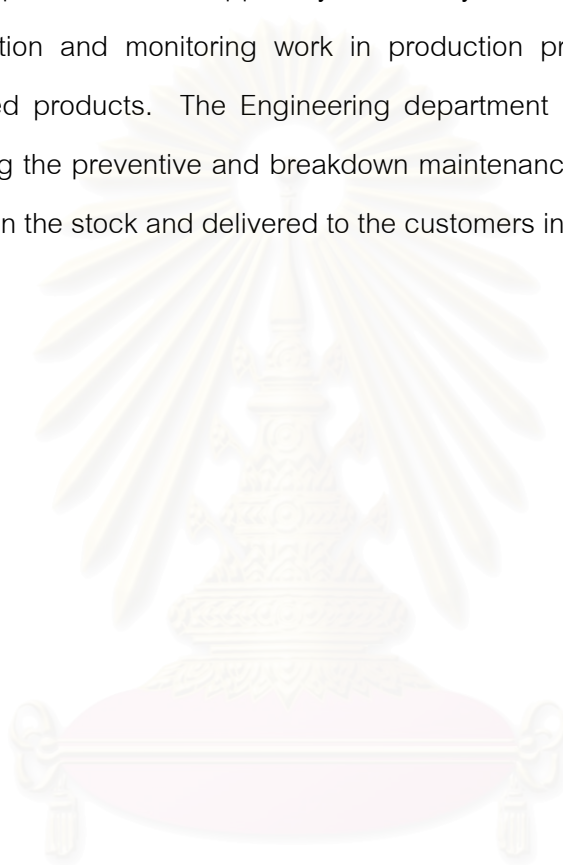 tion and monitoring work in production pr
ed products. The Engineering department
g the preventive and breakdown maintenanc
n the stock and delivered to the customers in